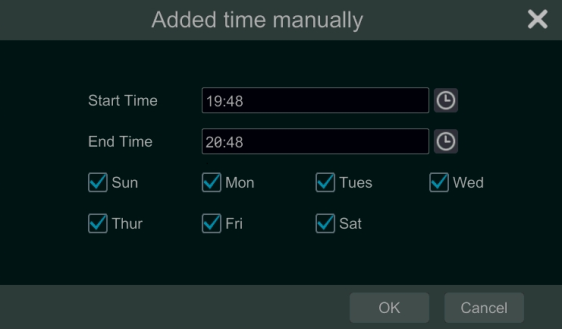 Added time manually
Start Time 19:48
End Time 20:48
Sun Mon Tues Wed
Thur Fri Sat
OK Cancel